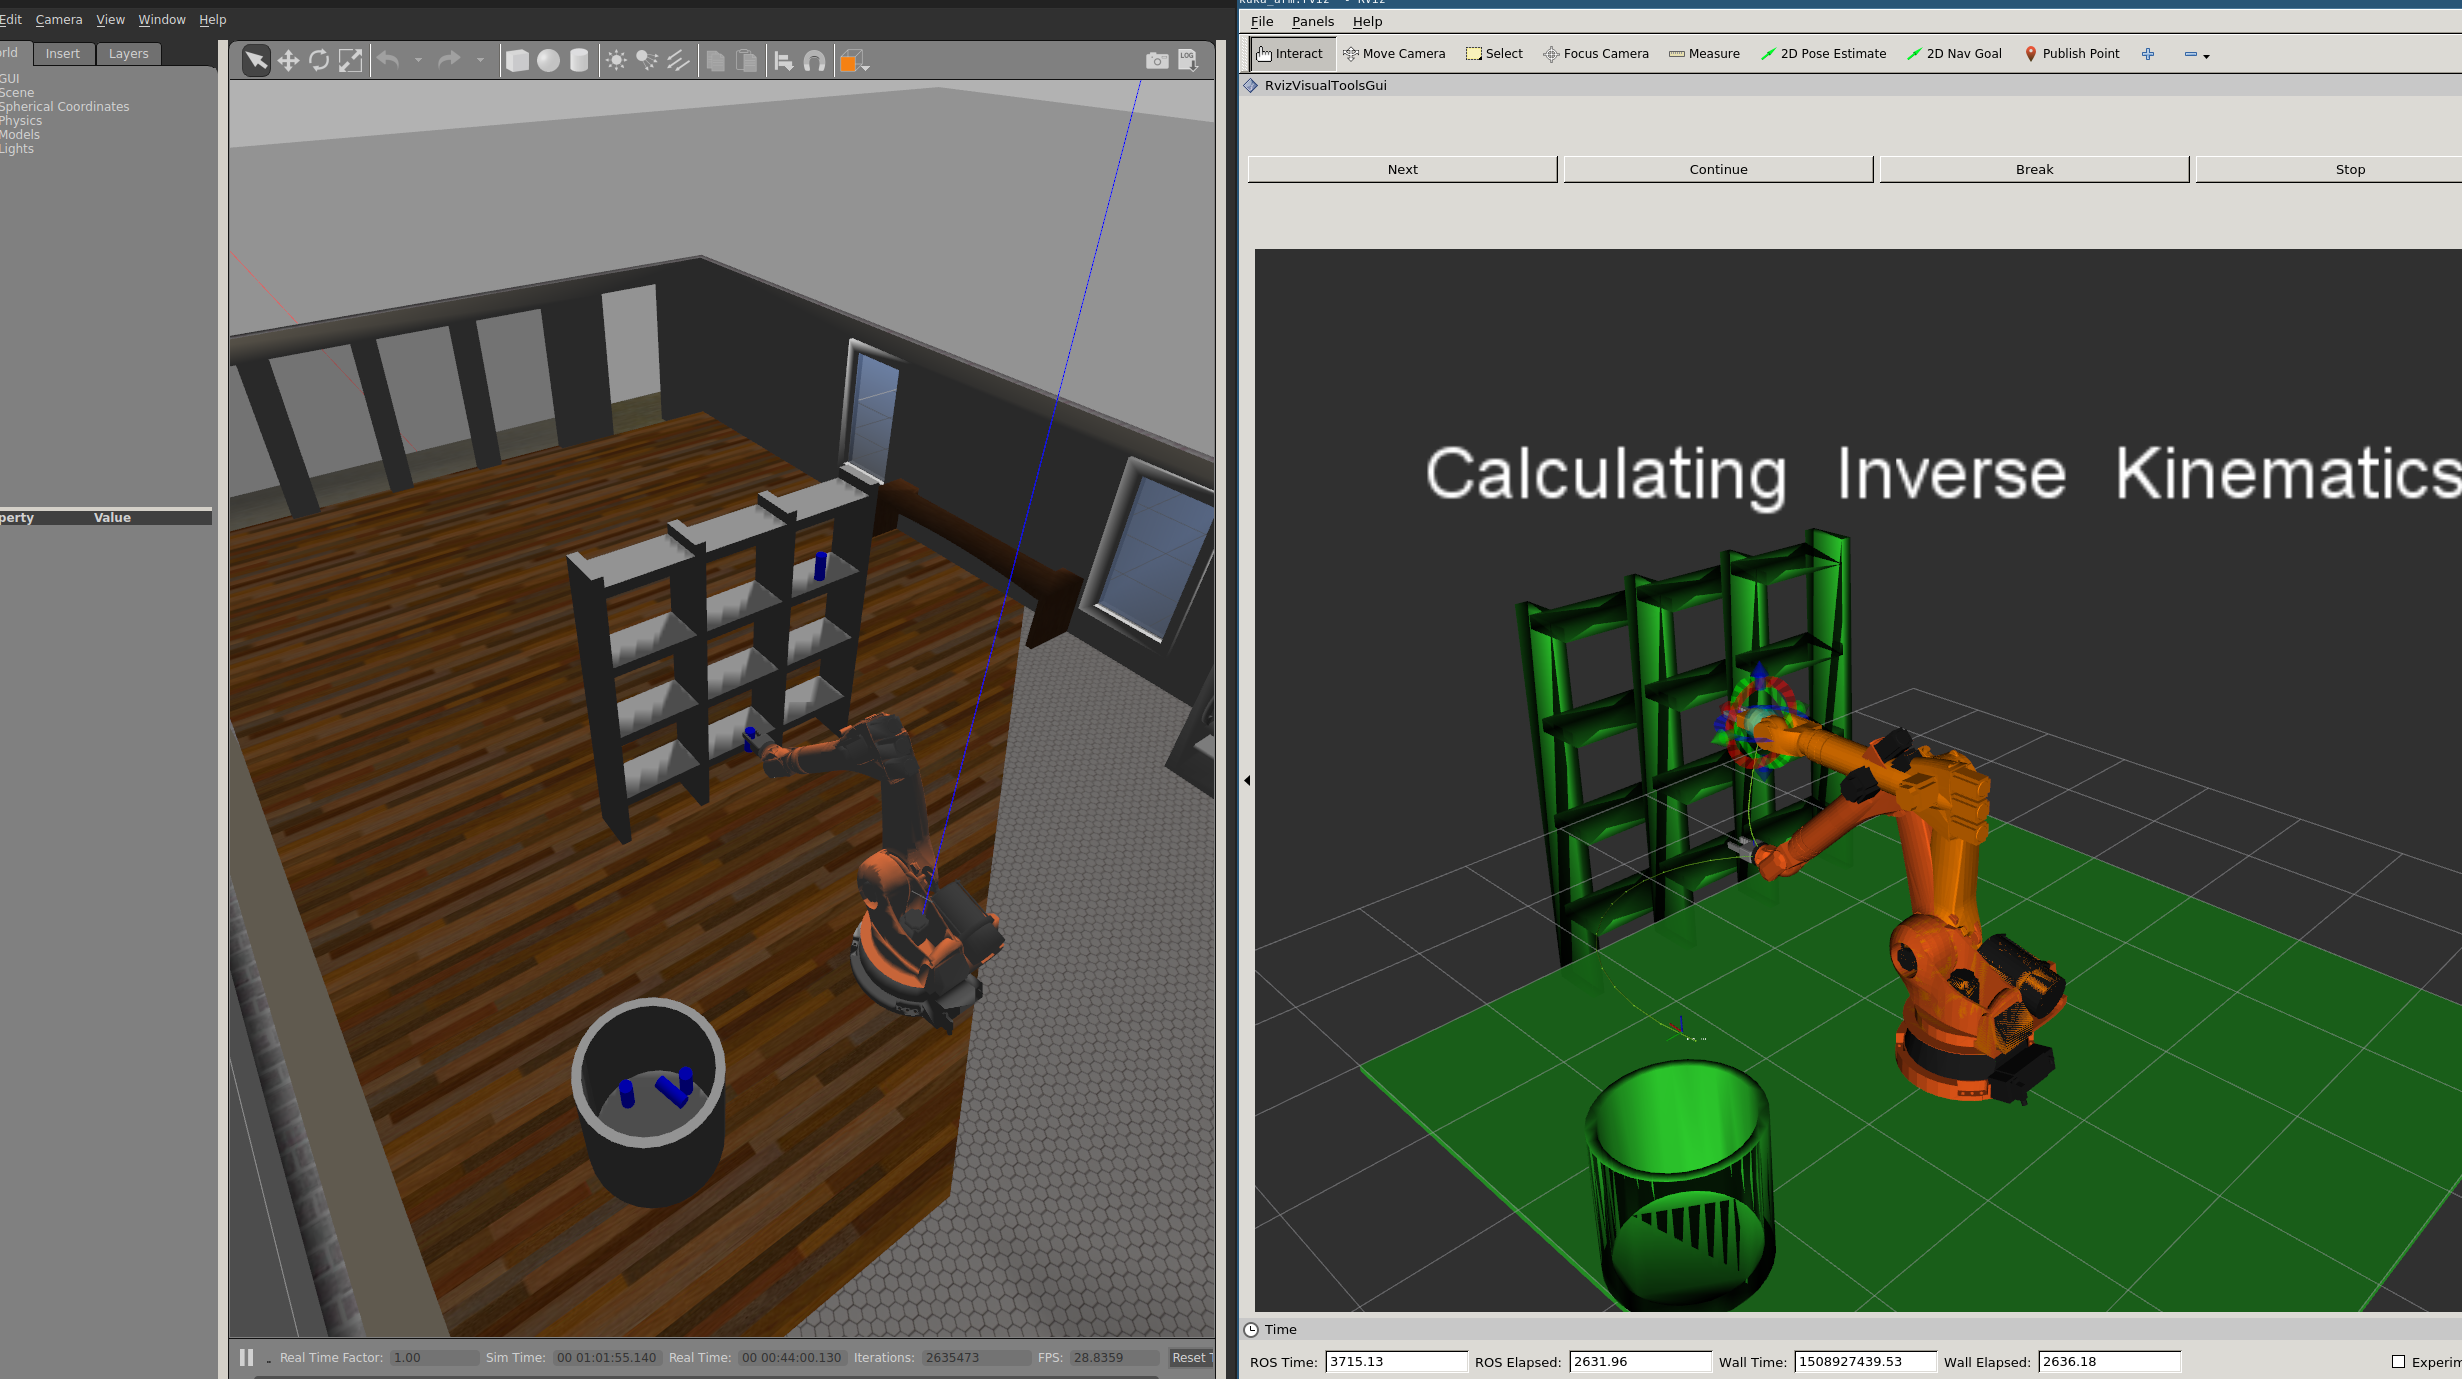 Edit Camera View Window Help
Insert Layers
GUI
Scene
Spherical Coordinates
Physics
Models
Lights
Value
LOG
Real Time Factor: 1.00 Sim Time: 00 01:01:55.140 Real Time: 00 00:44:00.130 Iterations: 2635473 FPS: 28.8359 Reset
File Panels Help
Interact Move Camera Select Focus Camera Measure 2D Pose Estimate 2D Nav Goal Publish Point
RvizVisualToolsGui
Next Continue Break Stop
Calculating Inverse Kinematics
Time
ROS Time: 3715.13 ROS Elapsed: 2631.96 Wall Time: 1508927439.53 Wall Elapsed: 2636.18 Experim